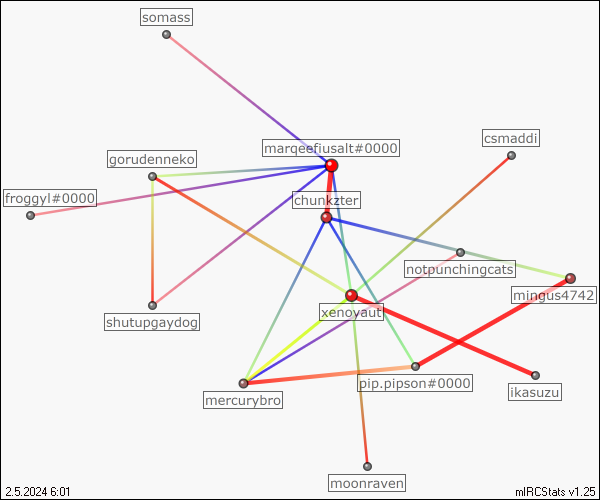 somass
marqeefiusalt#0000
csmaddi
gorudenneko
froggyl#0000
chunkzter
notpunchingcats
mingus4742
xenoyaut
shutupgaydog
pip.pipson#0000
ikasuzu
mercurybro
moonraven
2.5.2024 6:01
mIRCStats v1.25